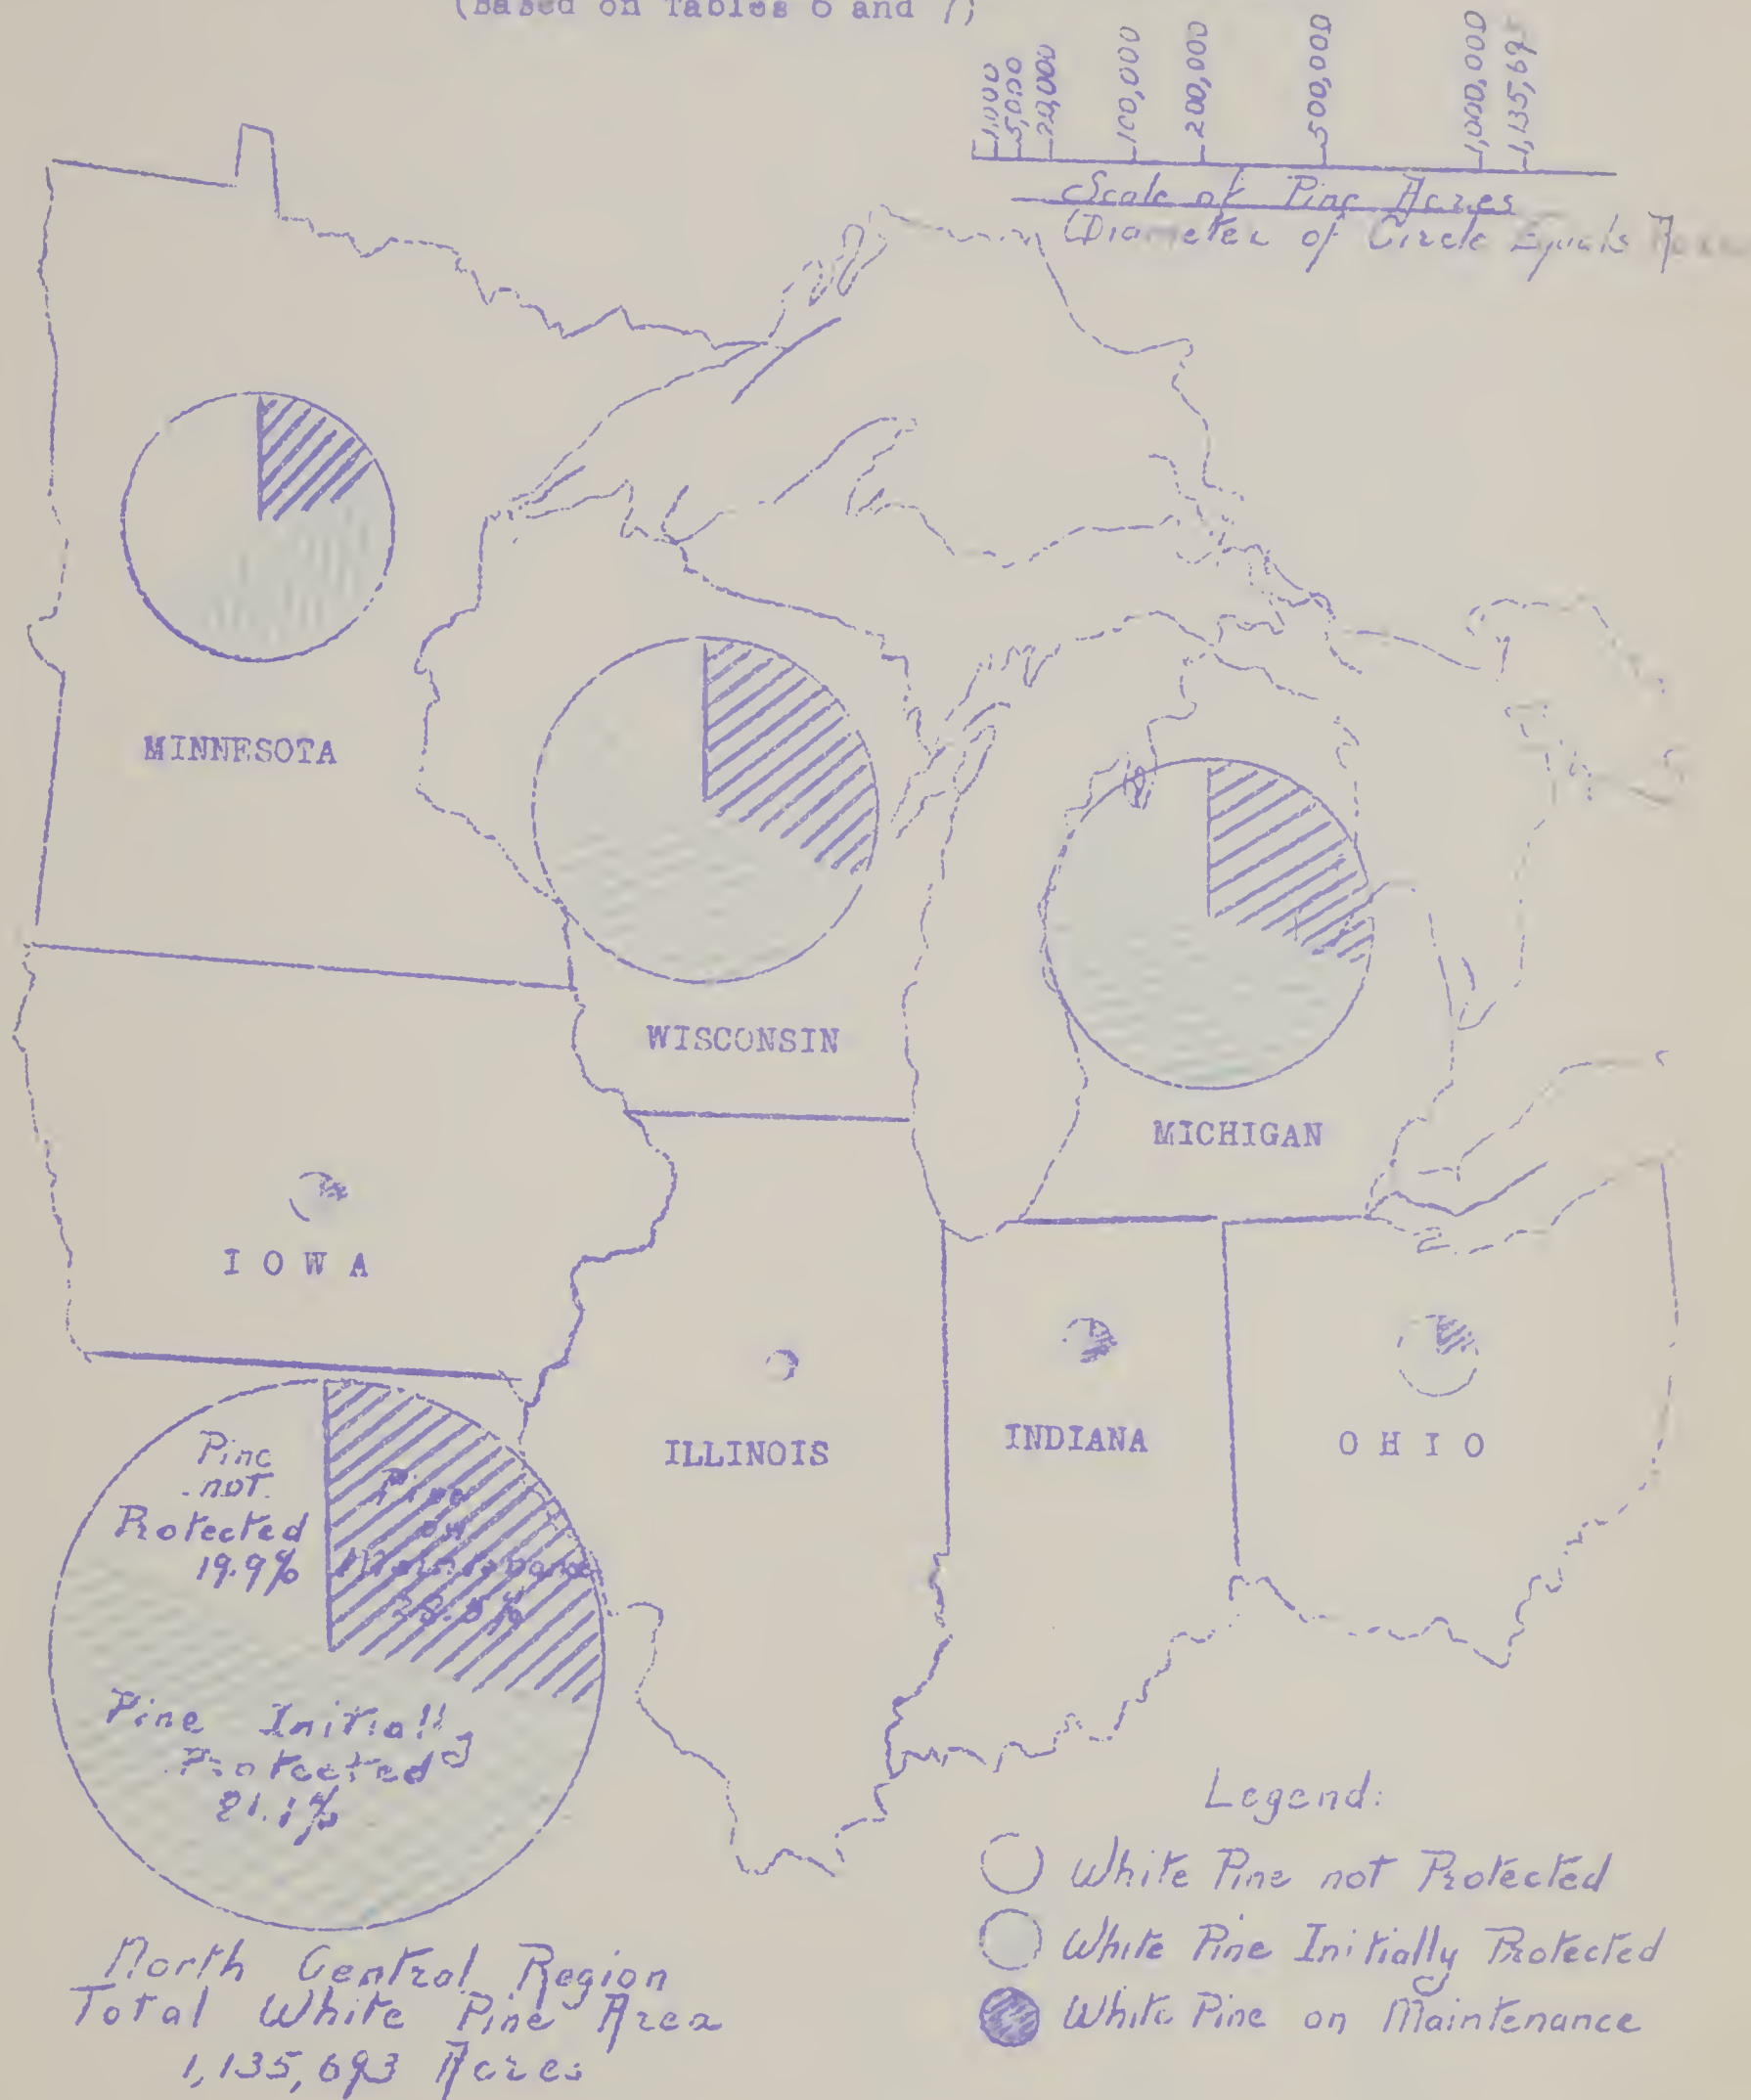 (Based on Tables 6 and 7)
1,000
5,000
20,000
100,000
200,000
500,000
1,000,000
1,135,693
Scale of Pine Acres
(Diameter of Circle Equals
MINNESOTA
WISCONSIN
MICHIGAN
IOWA
ILLINOIS
INDIANA
OHIO
Pine
not
Protected
19.9%
Pine
on
Maintenance
Pine Initially
Protected
Legend:
White Pine not Protected
White Pine Initially Protected
White Pine on Maintenance
North Central Region
Total White Pine Area
1,135,693 Acres